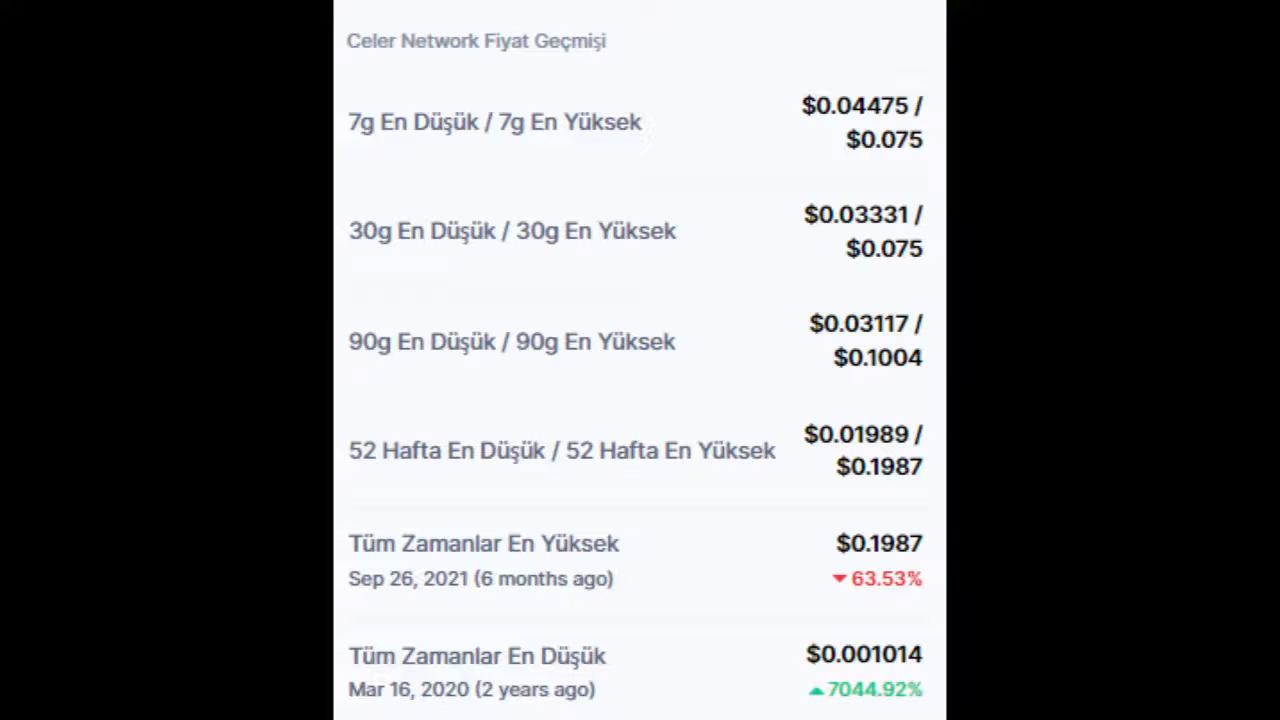 Celer Network Fiyat Geçmişi
7g En Düşük / 7g En Yüksek
$0.04475 /
$0.075
30g En Düşük / 30g En Yüksek
$0.03331 /
$0.075
90g En Düşük / 90g En Yüksek
$0.03117 /
$0.1004
52 Hafta En Düşük / 52 Hafta En Yüksek
$0.01989 /
$0.1987
Tüm Zamanlar En Yüksek
$0.1987
Sep 26, 2021 (6 months ago)
63.53%
Tüm Zamanlar En Düşük
$0.001014
Mar 16, 2020 (2 years ago)
7044.92%